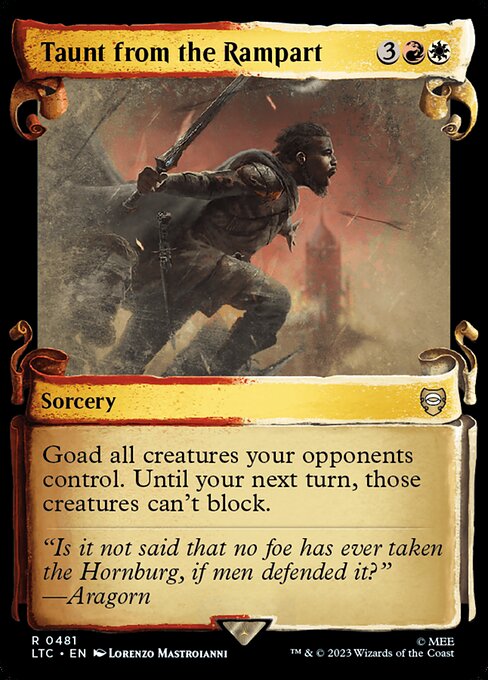 Taunt from the Rampart 3
Sorcery
Goad all creatures your opponents
control. Until your next turn, those
creatures can't block.
“Is it not said that no foe has ever taken
the Hornburg, if men defended it?”
—Aragorn
R 0481
LTC • EN Lorenzo Mastroianni
© MEE
™ & © 2023 Wizards of the Coast